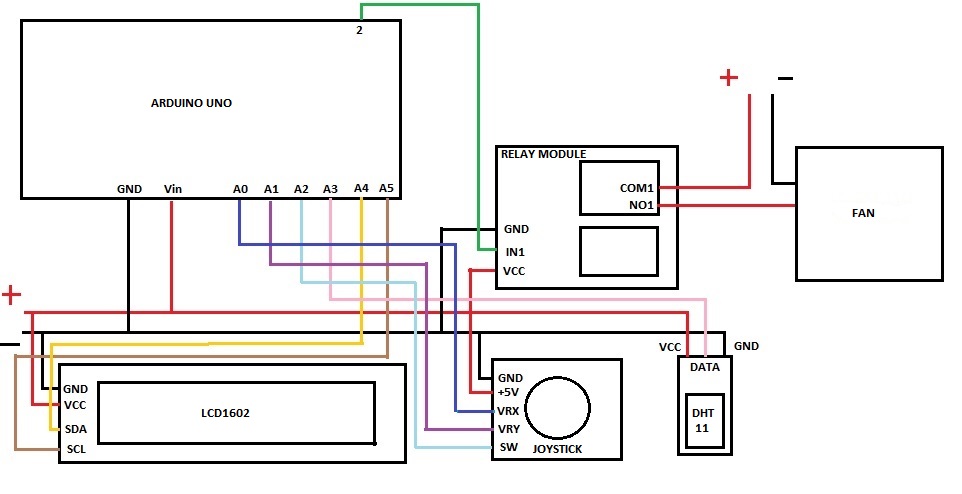 2
ARDUINO UNO
GND Vin A0 A1 A2 A3 A4 A5
+ −
RELAY MODULE
COM1
NO1
GND
IN1
VCC
FAN
+
−
GND
VCC
SDA
SCL
LCD1602
GND
+5V
VRX
VRY
SW
JOYSTICK
VCC GND
DATA
DHT
11